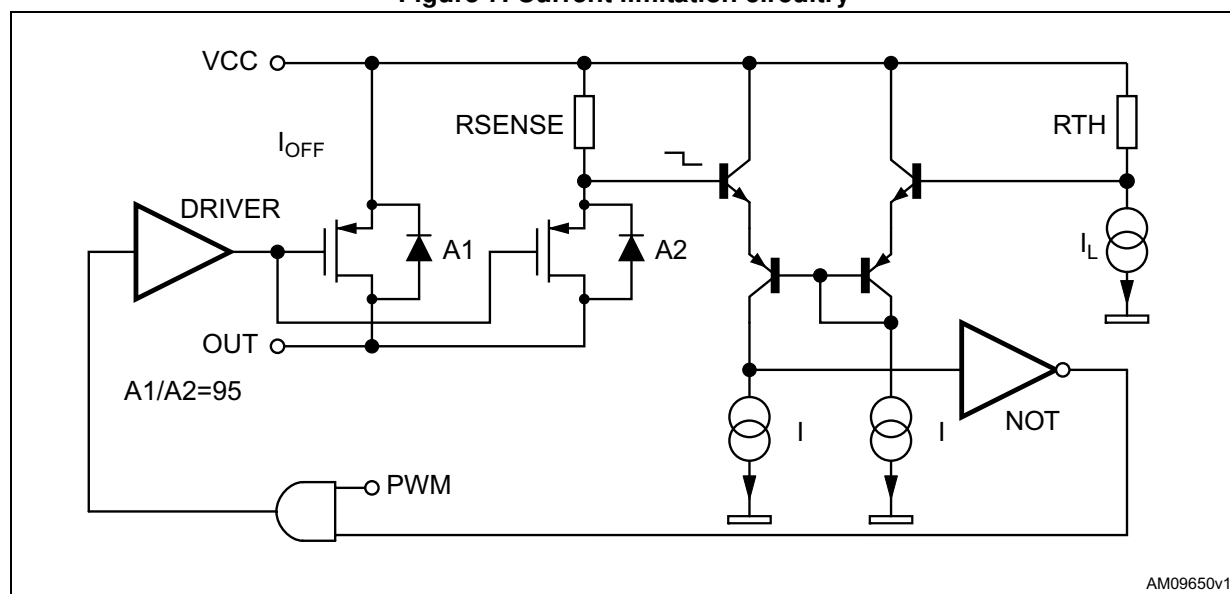 Figure 7. Current limitation circuitry
VCC
RSENSE
RTH
IOFF
DRIVER
A1
A2
IL
OUT
A1/A2=95
I
I
NOT
PWM
AM09650v1